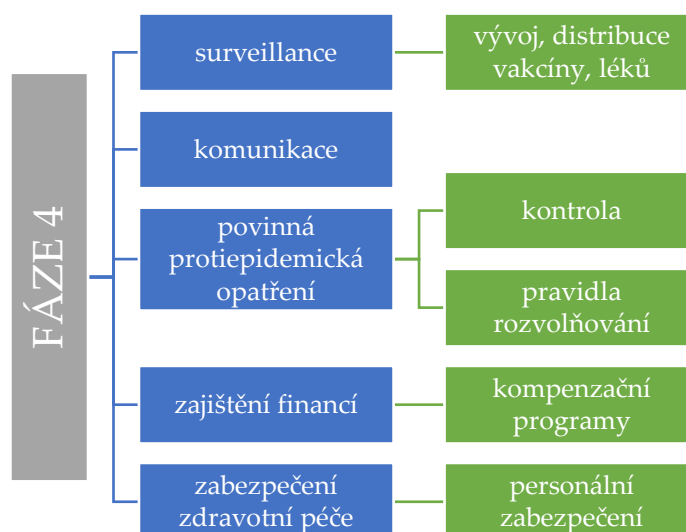 FÁZE 4
surveillance
vývoj, distribuce
vakcíny, léků
komunikace
povinná
protiepidemická
opatření
kontrola
pravidla
rozvolňování
zajištění financí
kompenzační
programy
zabezpečení
zdravotní péče
personální
zabezpečení